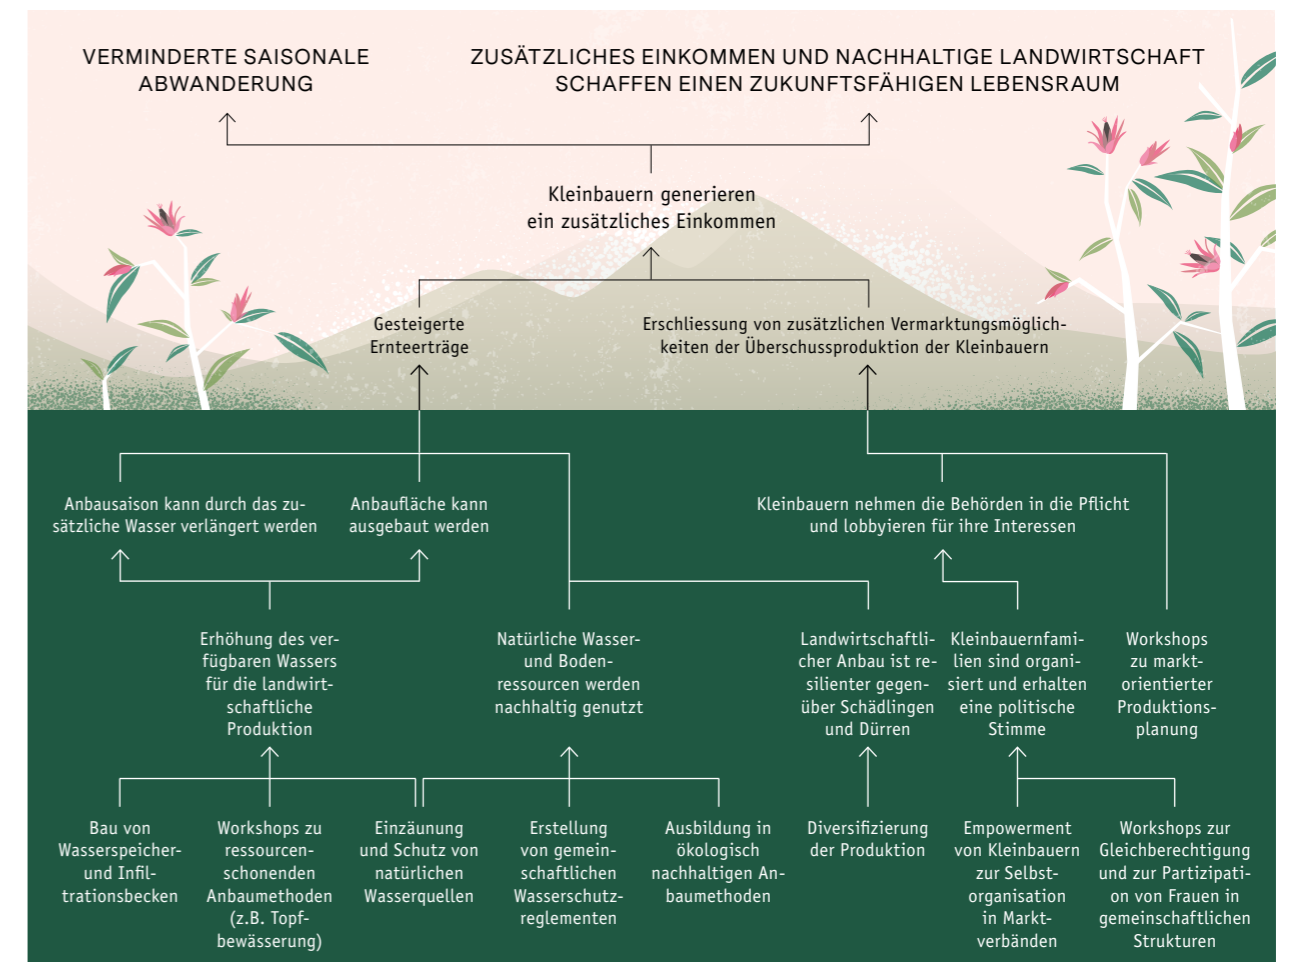 VERMINDERTE SAISONALE
ABWANDERUNG
ZUSÄTZLICHES EINKOMMEN UND NACHHALTIGE LANDWIRTSCHAFT
SCHAFFEN EINEN ZUKUNFTSFÄHIGEN LEBENSRAUM
Kleinbauern generieren
ein zusätzliches Einkommen
Gesteigerte
Ernteerträge
Erschliessung von zusätzlichen Vermarktungsmöglich-
keiten der Überschussproduktion der Kleinbauern
Anbausaison kann durch das zu-
sätzliche Wasser verlängert werden
Anbaufläche kann
ausgebaut werden
Kleinbauern nehmen die Behörden in die Pflicht
und lobbyieren für ihre Interessen
Erhöhung des ver-
fügbaren Wassers
für die landwirt-
schaftliche
Produktion
Natürliche Wasser-
und Boden-
ressourcen werden
nachhaltig genutzt
Landwirtschaftli-
cher Anbau ist re-
silienter gegen-
über Schädlingen
und Dürren
Kleinbauernfami-
lien sind organi-
siert und erhalten
eine politische
Stimme
Workshops
zu markt-
orientierter
Produktions-
planung
Bau von
Wasserspeicher-
und Infil-
trationsbecken
Workshops zu
ressourcen-
schonenden
Anbaumethoden
(z.B. Topf-
bewässerung)
Einzäunung
und Schutz von
natürlichen
Wasserquellen
Erstellung
von gemein-
schaftlichen
Wasserschutz-
reglementen
Ausbildung in
ökologisch
nachhaltigen An-
baumethoden
Diversifizierung
der Produktion
Empowerment
von Kleinbauern
zur Selbst-
organisation
in Markt-
verbänden
Workshops zur
Gleichberechtigung
und zur Partizipati-
on von Frauen in
gemeinschaftlichen
Strukturen